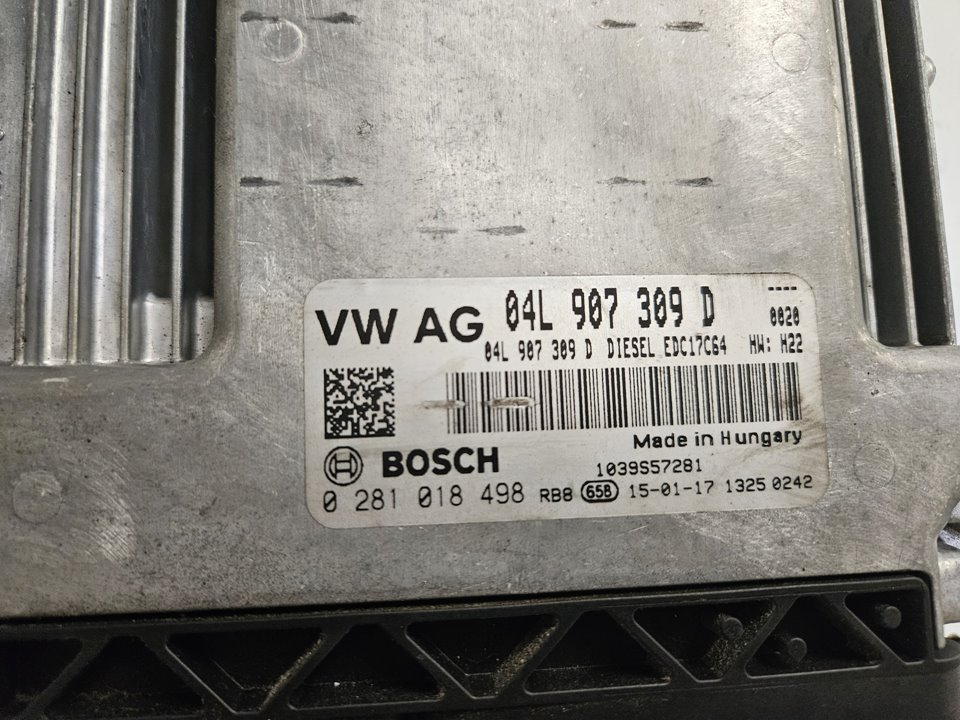 VW AG 04L 907 309 D ----
0020
04L 907 309 D DIESEL EDC17C64 HW: H22
Made in Hungary
BOSCH 1039S57281
0 281 018 498 RB8 65B 15-01-17 1325 0242